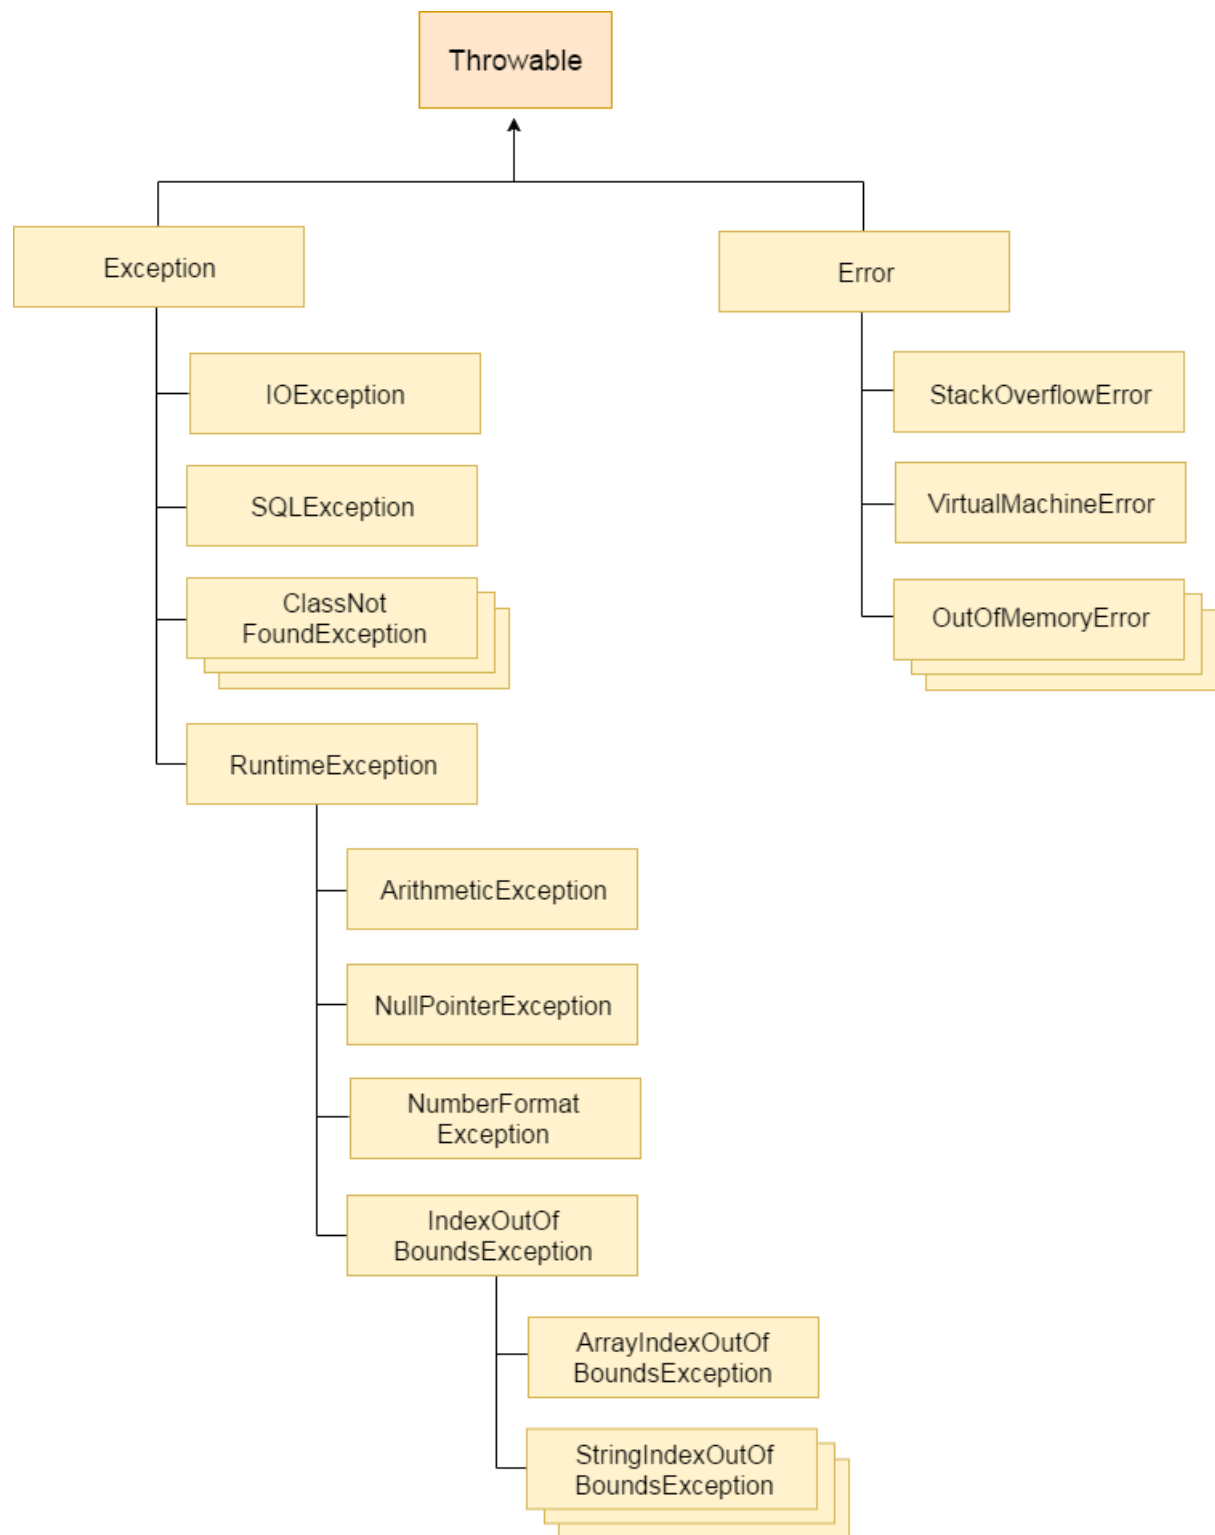 Throwable
Exception
Error
IOException
StackOverflowError
SQLException
VirtualMachineError
ClassNot
FoundException
OutOfMemoryError
RuntimeException
ArithmeticException
NullPointerException
NumberFormat
Exception
IndexOutOf
BoundsException
ArrayIndexOutOf
BoundsException
StringIndexOutOf
BoundsException